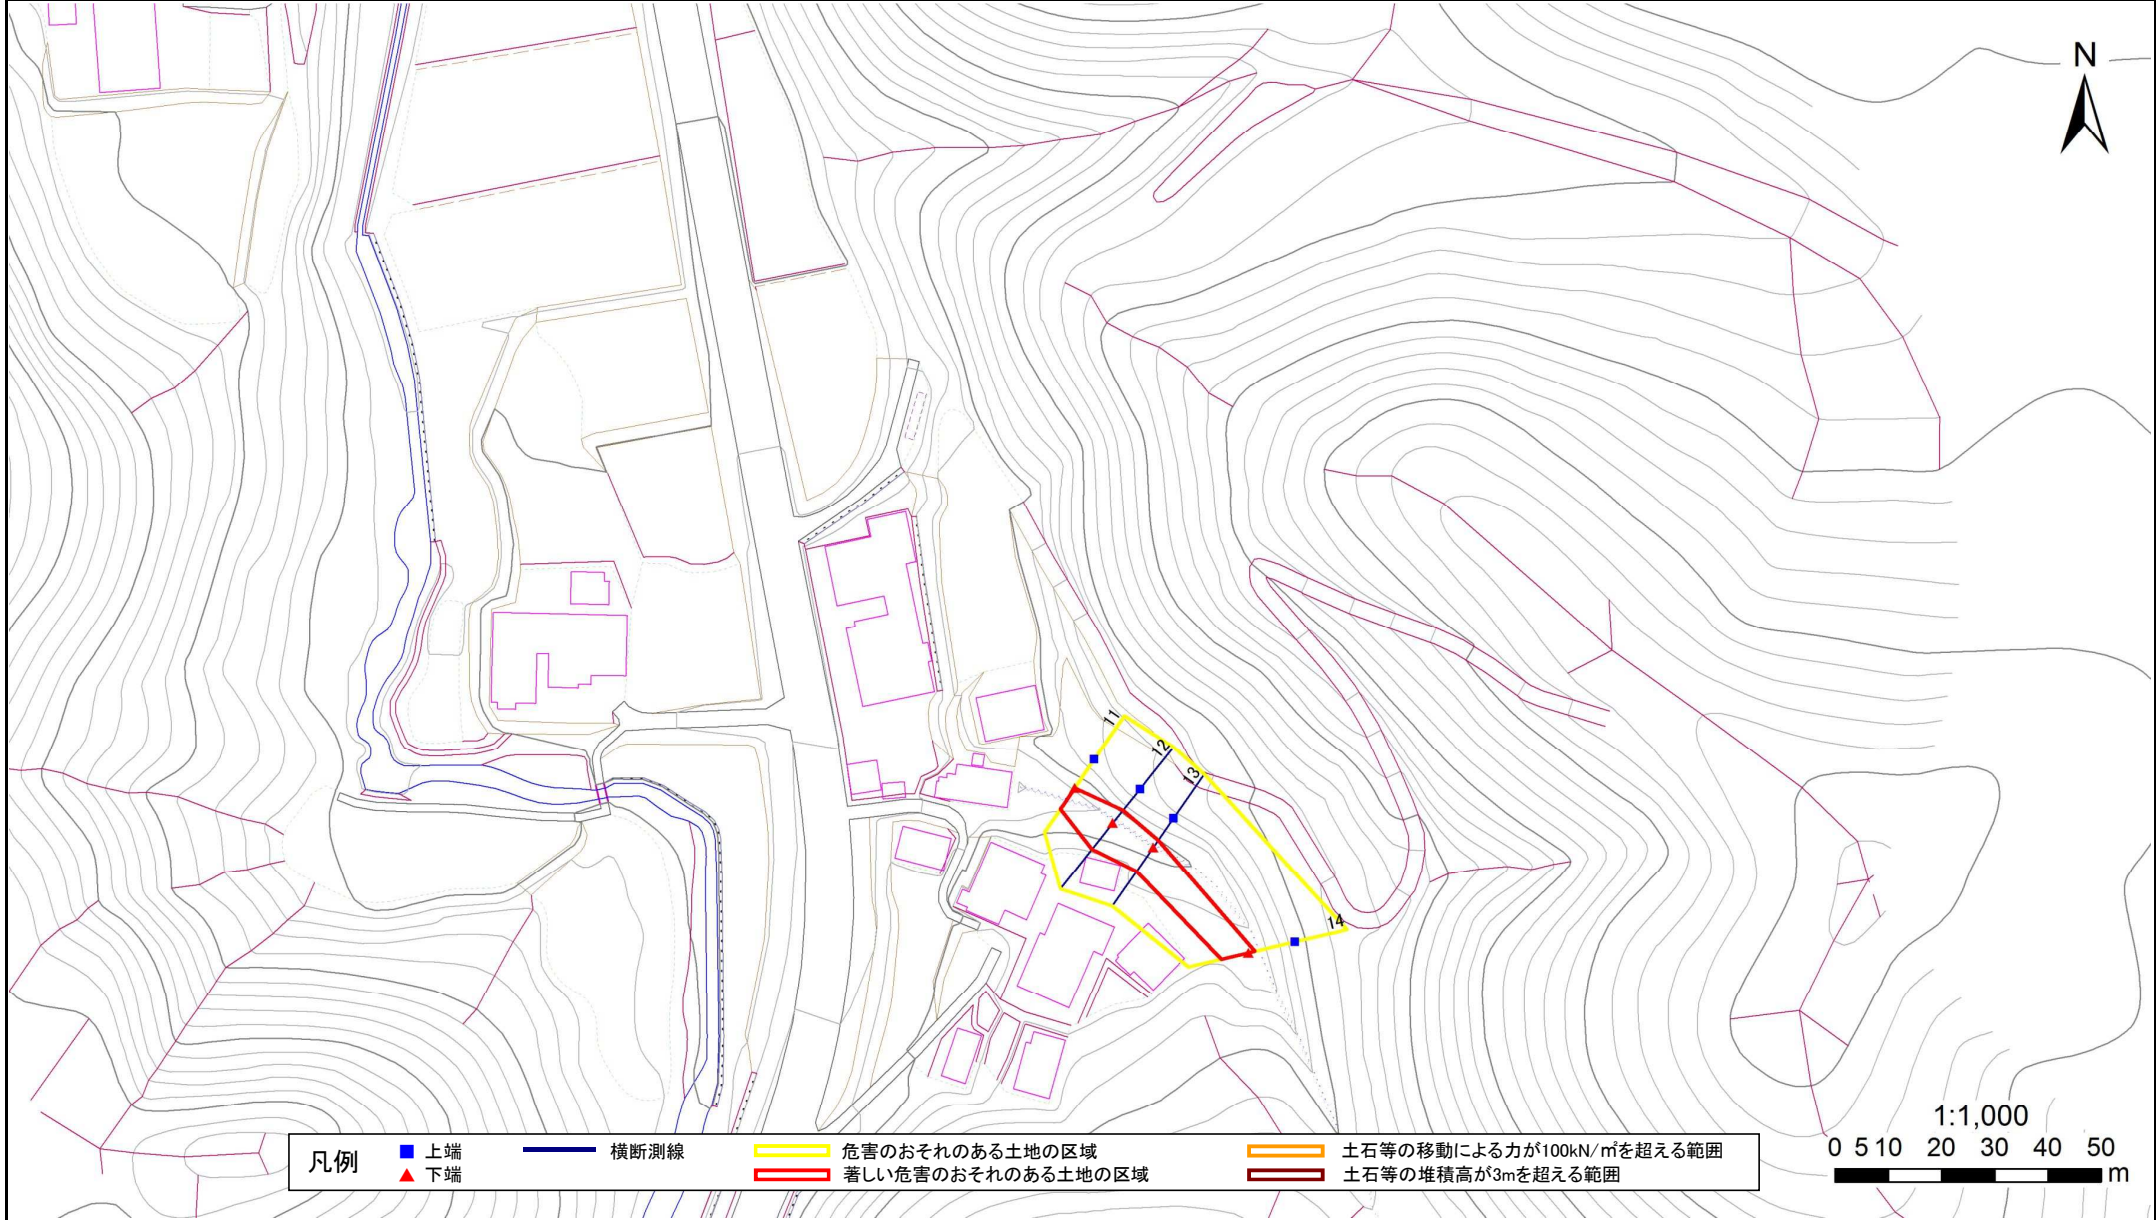 N
11
12
13
14
1:1,000
0 5 10 20 30 40 50
m
凡例
上端
下端
横断測線
危害のおそれのある土地の区域
著しい危害のおそれのある土地の区域
土石等の移動による力が100kN/㎡を超える範囲
土石等の堆積高が3mを超える範囲